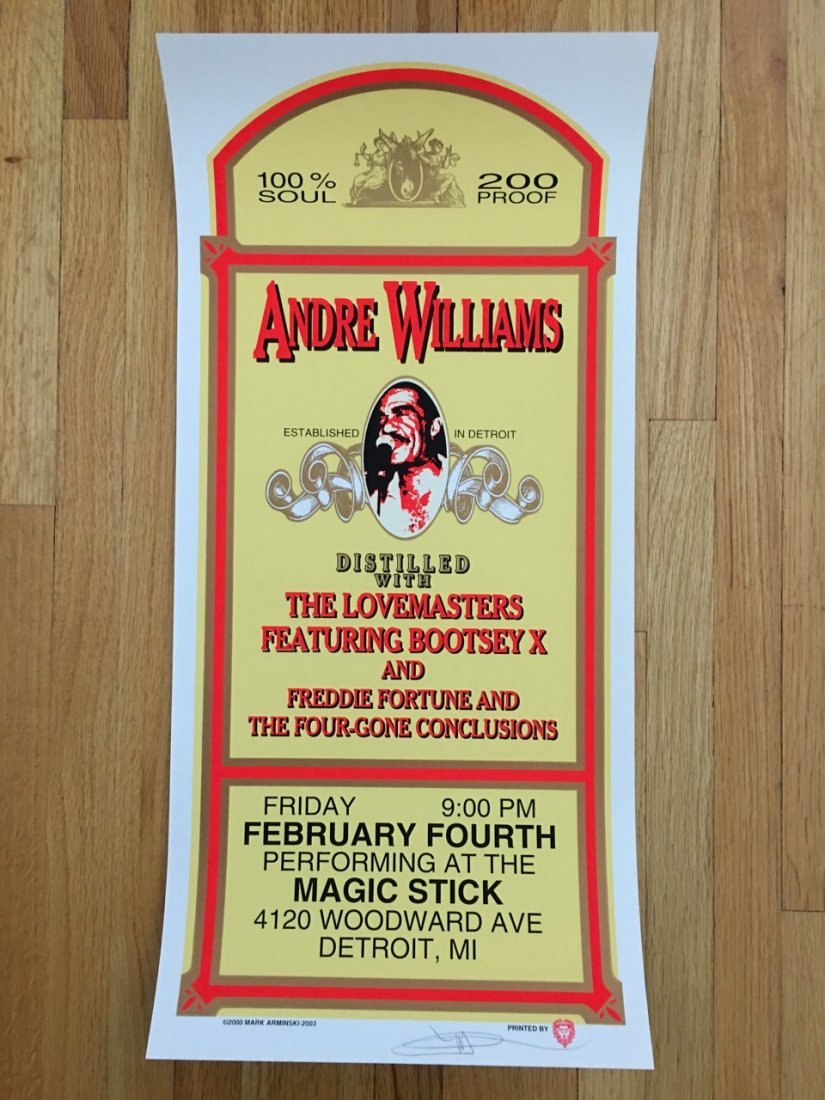 100% SOUL
200 PROOF
ANDRE WILLIAMS
ESTABLISHED IN DETROIT
DISTILLED
WITH
THE LOVEMASTERS
FEATURING BOOTSEY X
AND
FREDDIE FORTUNE AND
THE FOUR-GONE CONCLUSIONS
FRIDAY 9:00 PM
FEBRUARY FOURTH
PERFORMING AT THE
MAGIC STICK
4120 WOODWARD AVE
DETROIT, MI
©2000 MARK ARMINSKI-2003
PRINTED BY